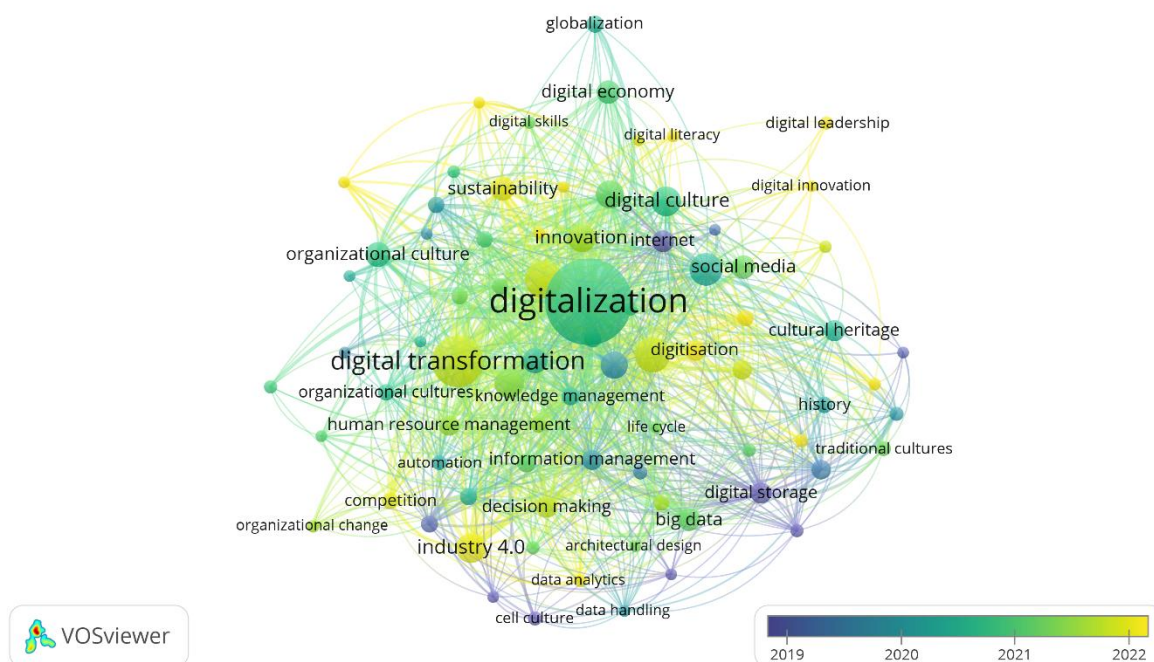 globalization
digital economy
digital skills
digital literacy
digital leadership
sustainability
digital culture
digital innovation
organizational culture
innovation
internet
social media
digitalization
cultural heritage
digital transformation
digitisation
organizational cultures
knowledge management
history
human resource management
life cycle
traditional cultures
automation
information management
competition
decision making
digital storage
organizational change
big data
industry 4.0
architectural design
data analytics
cell culture
data handling
VOSviewer
2019
2020
2021
2022